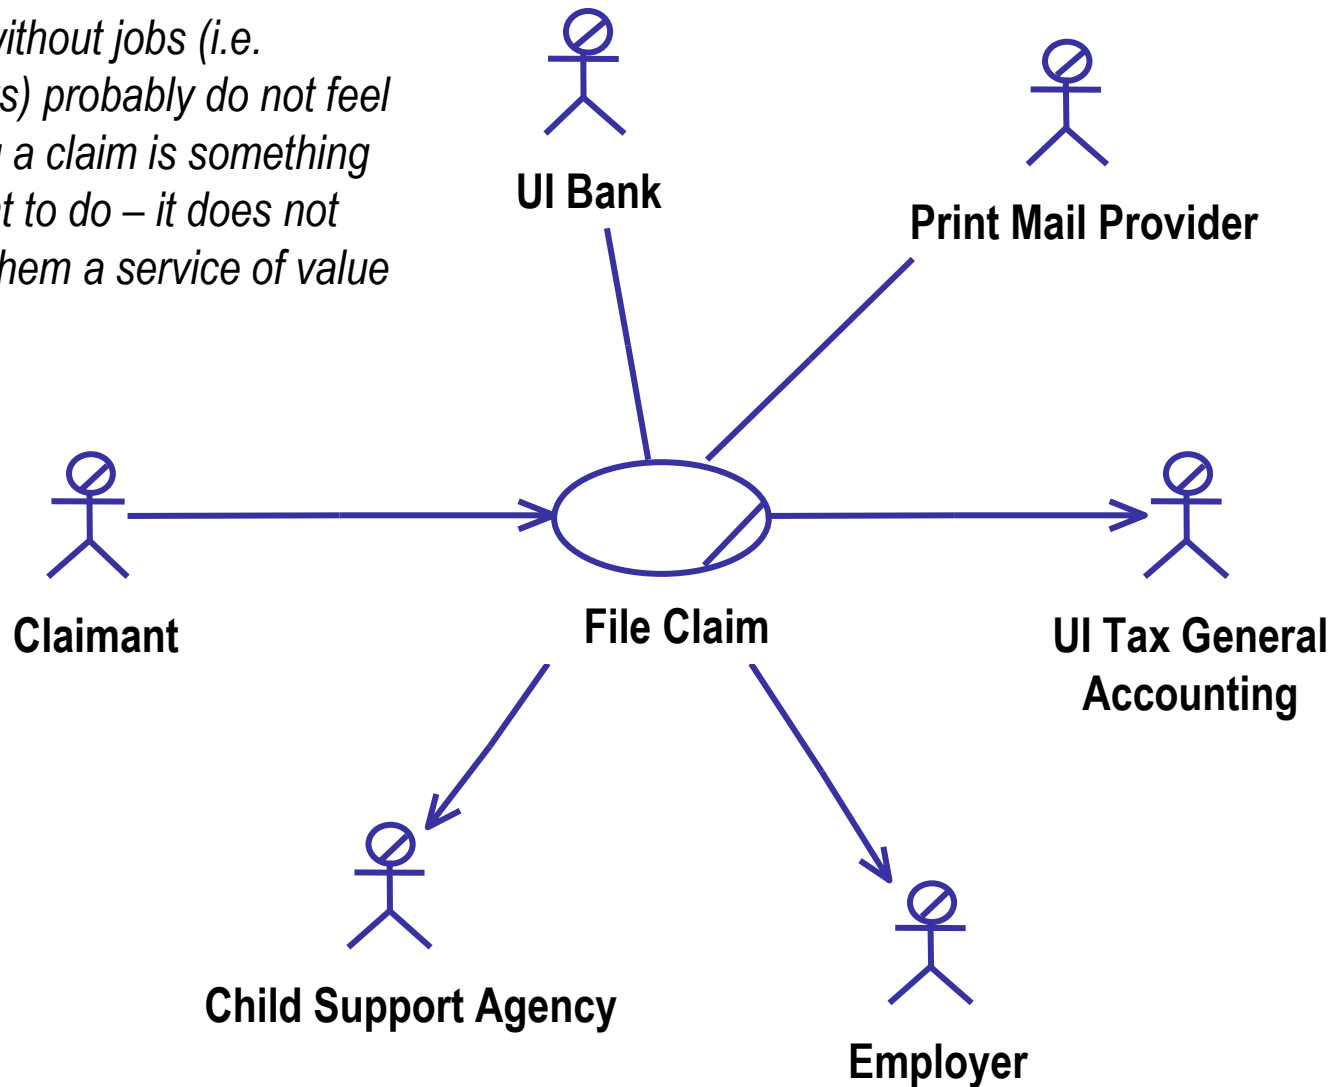 without jobs (i.e.
s) probably do not feel
a claim is something
t to do – it does not
hem a service of value
UI Bank
Print Mail Provider
Claimant
File Claim
UI Tax General
Accounting
Child Support Agency
Employer